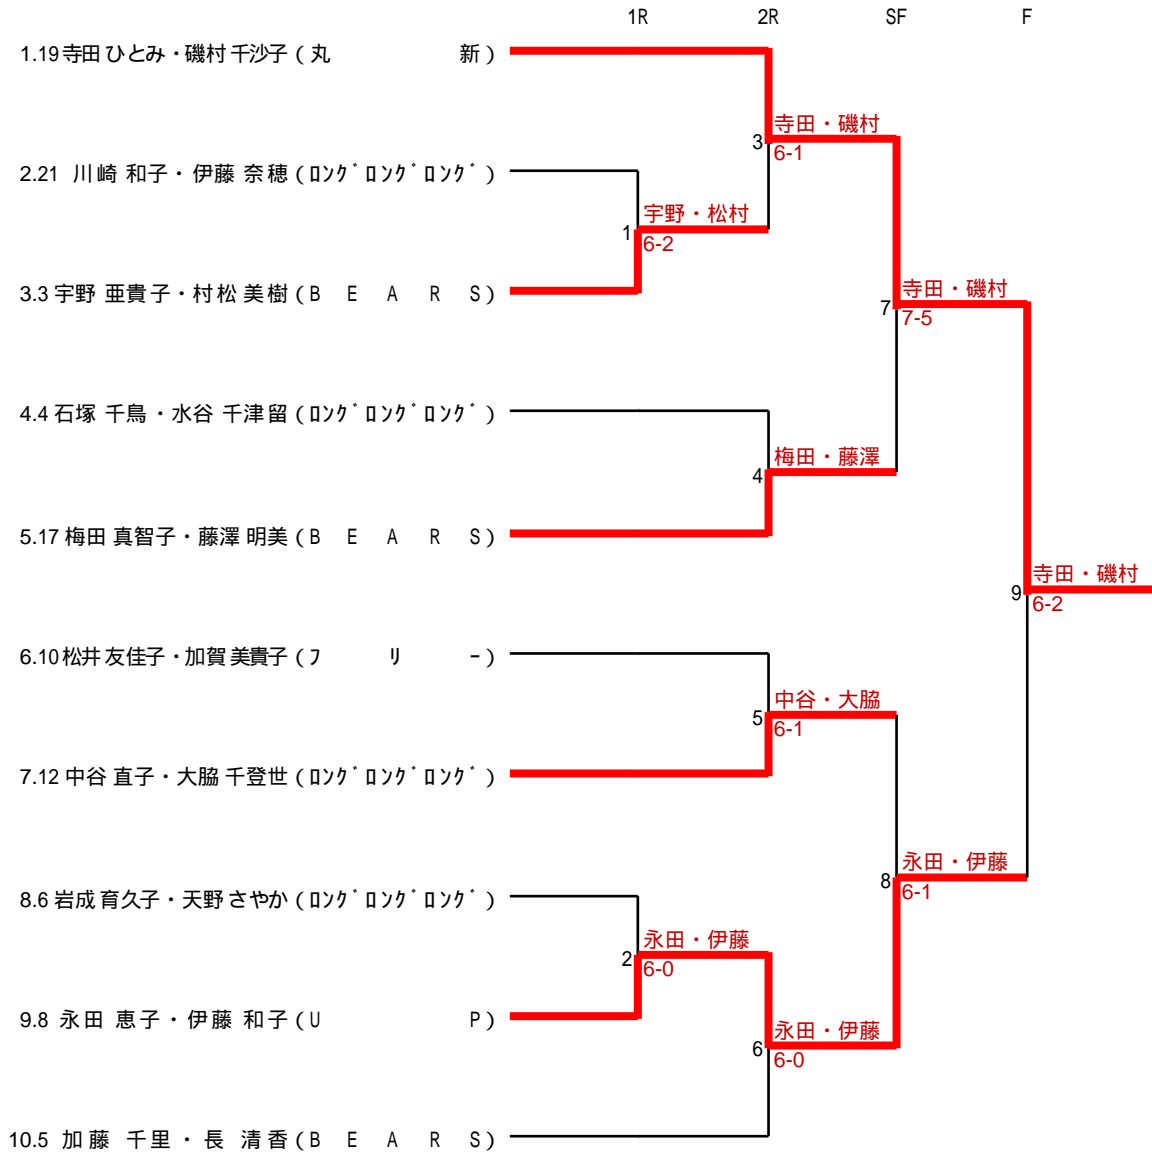 1R 2R SF F
1.19 寺田 ひとみ・磯村 千沙子 ( 丸 新 )
寺田・磯村
3
6-1
2.21 川崎 和子・伊藤 奈穂 ( ﾛﾝｸﾞﾛﾝｸﾞﾛﾝｸﾞ )
宇野・松村
1
6-2
3.3 宇野 亜貴子・村松 美樹 ( B E A R S )
寺田・磯村
7
7-5
4.4 石塚 千鳥・水谷 千津留 ( ﾛﾝｸﾞﾛﾝｸﾞﾛﾝｸﾞ )
梅田・藤澤
4
5.17 梅田 真智子・藤澤 明美 ( B E A R S )
寺田・磯村
9
6-2
6.10 松井 友佳子・加賀 美貴子 ( ﾌ ﾘ ｰ )
中谷・大脇
5
6-1
7.12 中谷 直子・大脇 千登世 ( ﾛﾝｸﾞﾛﾝｸﾞﾛﾝｸﾞ )
永田・伊藤
8
6-1
8.6 岩成 育久子・天野 さやか ( ﾛﾝｸﾞﾛﾝｸﾞﾛﾝｸﾞ )
永田・伊藤
2
6-0
9.8 永田 恵子・伊藤 和子 ( U P )
永田・伊藤
6
6-0
10.5 加藤 千里・長 清香 ( B E A R S )